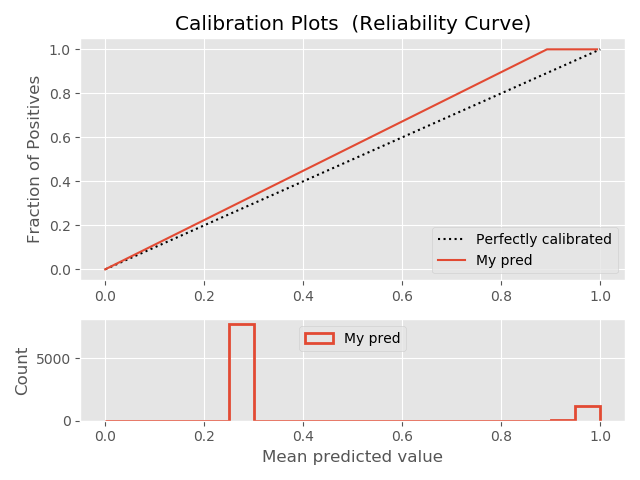 Calibration Plots  (Reliability Curve)
Fraction of Positives
1.0
0.8
0.6
0.4
0.2
0.0
Perfectly calibrated
My pred
0.0 0.2 0.4 0.6 0.8 1.0
Count
5000
0
My pred
0.0 0.2 0.4 0.6 0.8 1.0
Mean predicted value